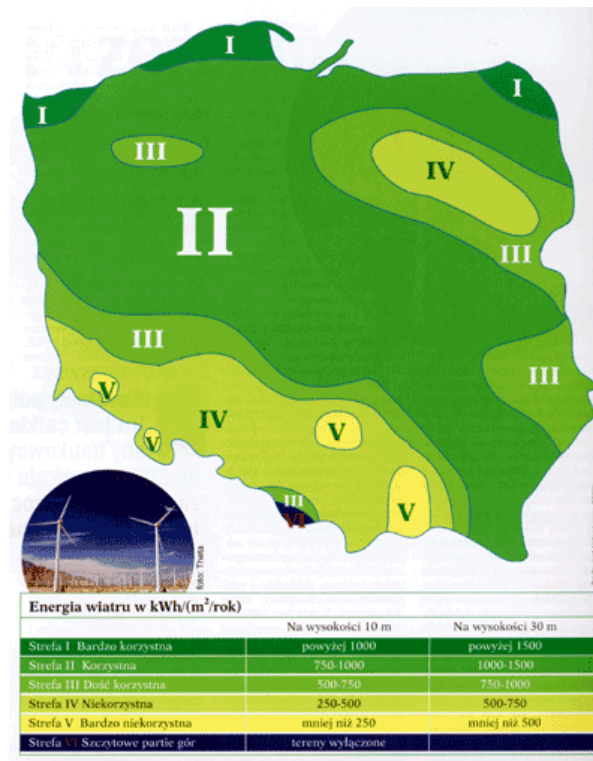 I
I
I
III
IV
II
III
III
III
V
IV
V
V
III
V
VI
foto: Theta
Energia wiatru w kWh/(m²/rok)
Na wysokości 10 m Na wysokości 30 m
Strefa I Bardzo korzystna powyżej 1000 powyżej 1500
Strefa II Korzystna 750-1000 1000-1500
Strefa III Dość korzystna 500-750 750-1000
Strefa IV Niekorzystna 250-500 500-750
Strefa V Bardzo niekorzystna mniej niż 250 mniej niż 500
Strefa VI Szczytowe partie gór tereny wyłączone